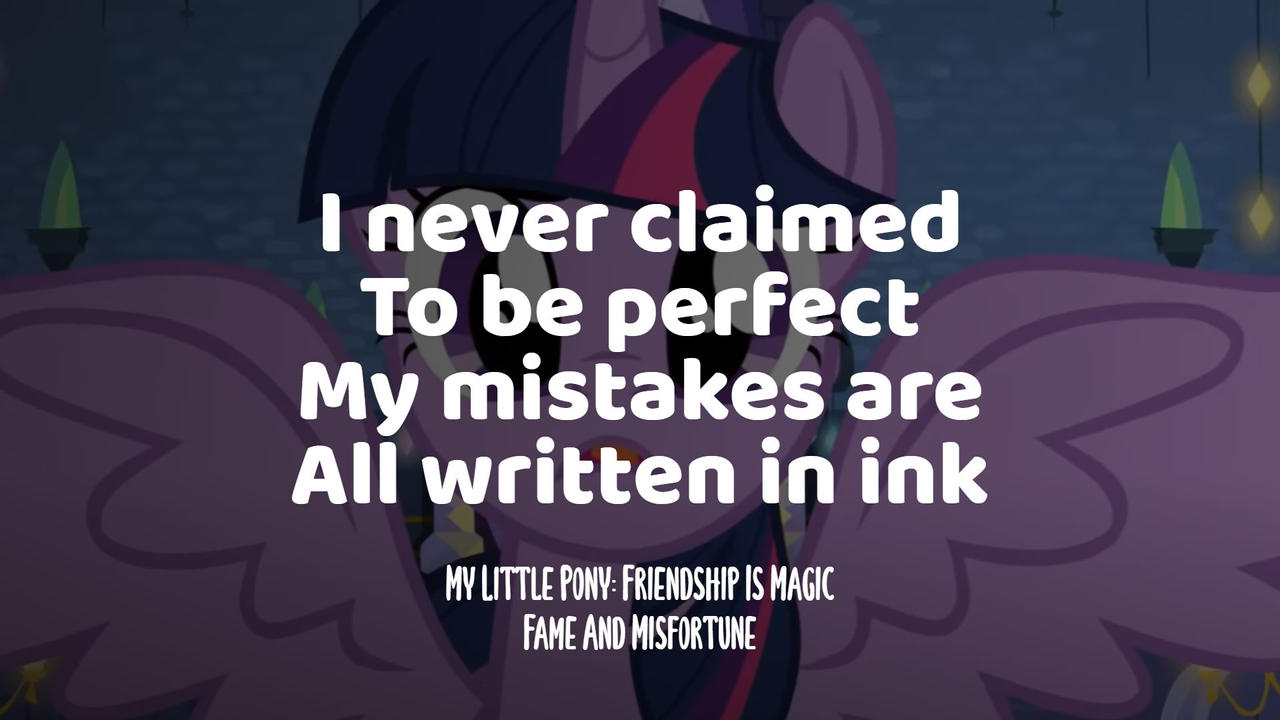 I never claimed
To be perfect
My mistakes are
All written in ink
My Little Pony: Friendship Is Magic
Fame And Misfortune